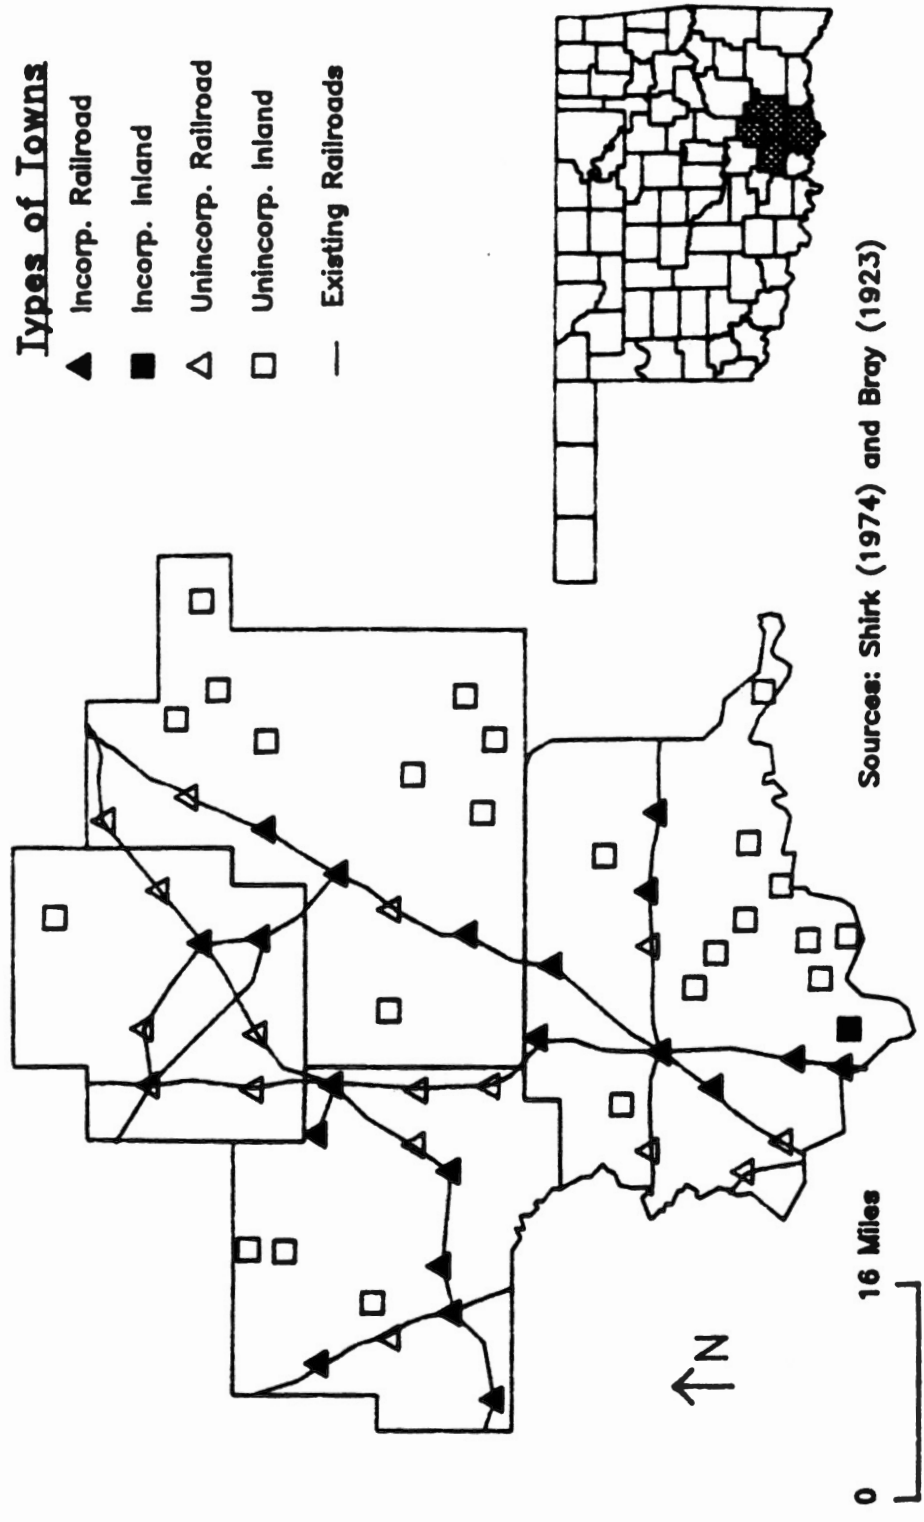 Types of Towns
Incorp. Railroad
Incorp. Inland
Unincorp. Railroad
Unincorp. Inland
Existing Railroads
N
0 16 Miles
Sources: Shirk (1974) and Bray (1923)